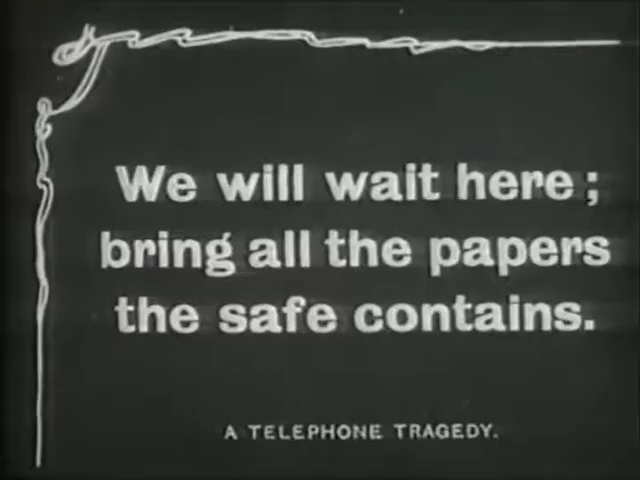 We will wait here;
bring all the papers
the safe contains.
A TELEPHONE TRAGEDY.